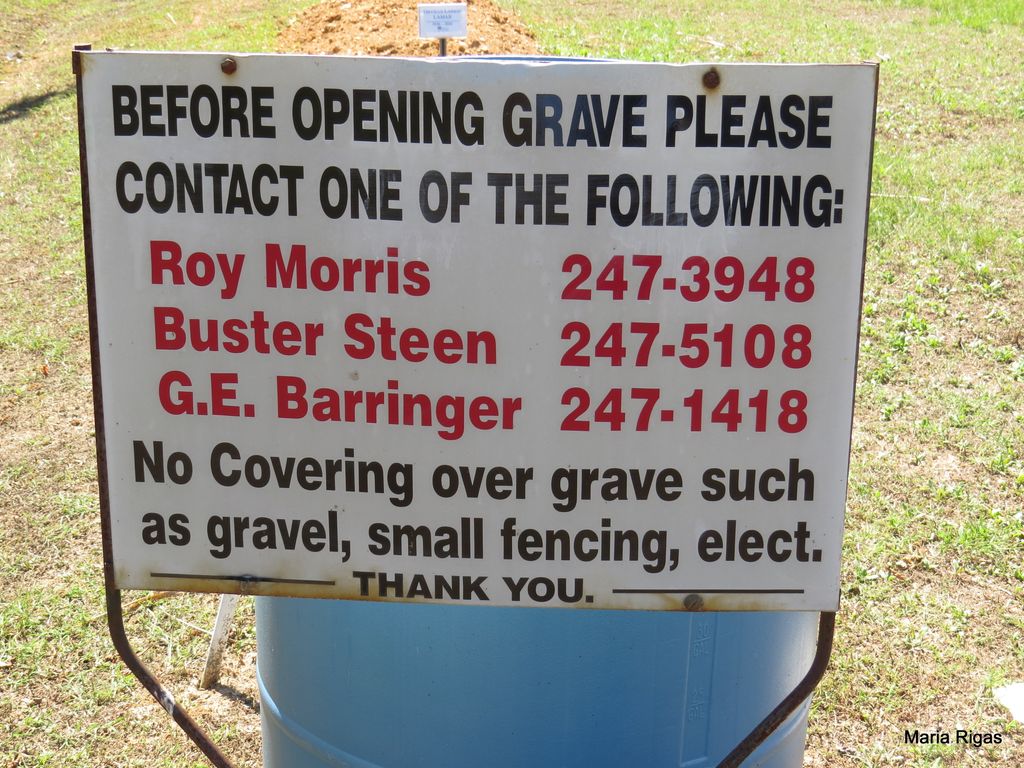 LAMAR
BEFORE OPENING GRAVE PLEASE
CONTACT ONE OF THE FOLLOWING:
Roy Morris 247-3948
Buster Steen 247-5108
G.E. Barringer 247-1418
No Covering over grave such
as gravel, small fencing, elect.
THANK YOU.
Maria Rigas